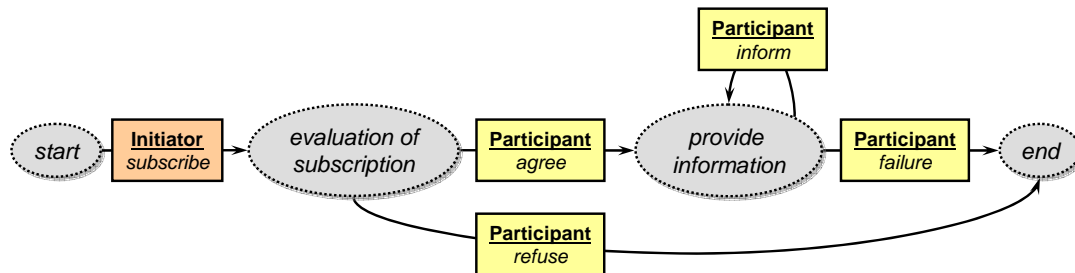 Participant
inform
start
Initiator
subscribe
evaluation of
subscription
Participant
agree
provide
information
Participant
failure
end
Participant
refuse